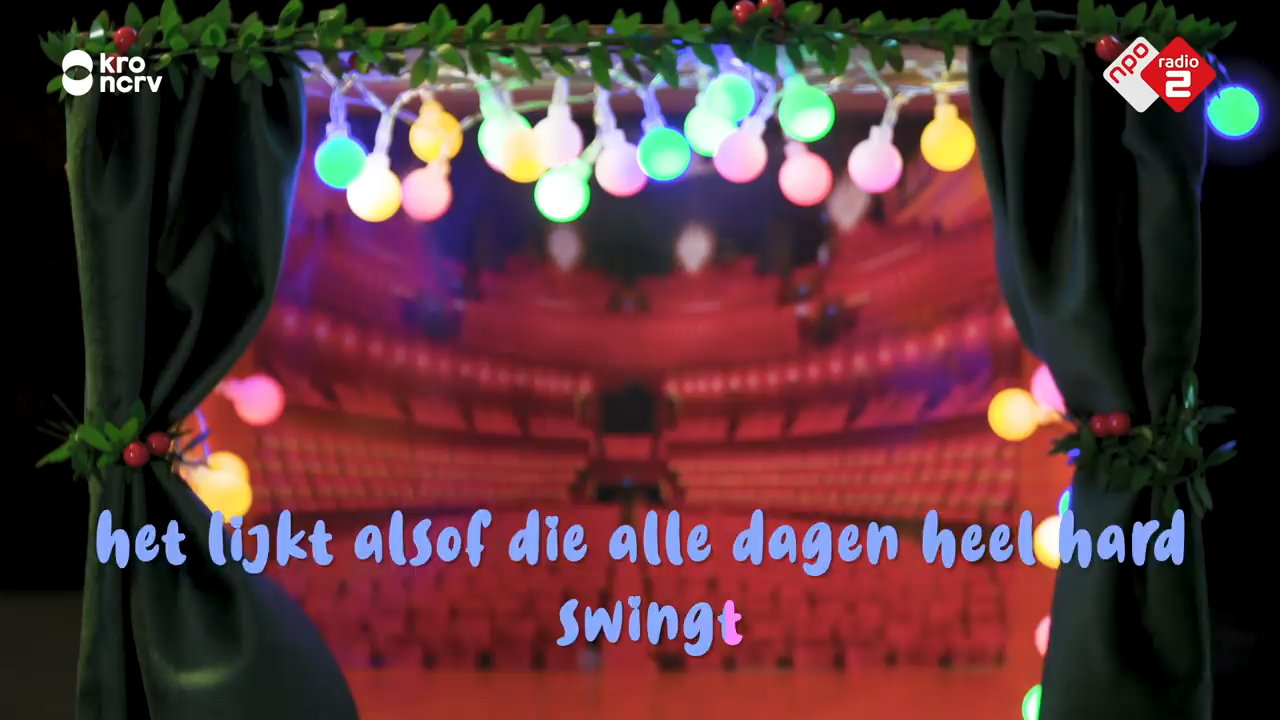 kro
ncrv
npo
radio
2
het lijkt alsof die alle dagen heel hard
swingt